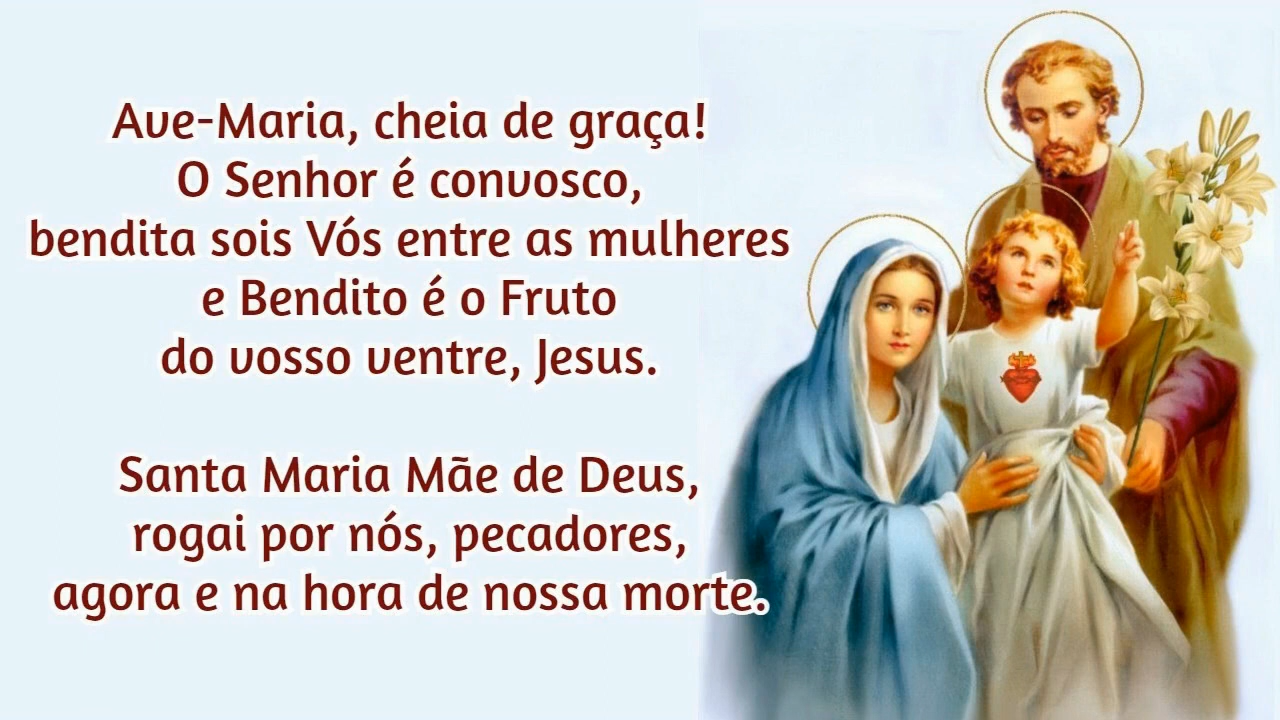 Ave-Maria, cheia de graça!
O Senhor é convosco,
bendita sois Vós entre as mulheres
e Bendito é o Fruto
do vosso ventre, Jesus.
Santa Maria Mãe de Deus,
rogai por nós, pecadores,
agora e na hora de nossa morte.